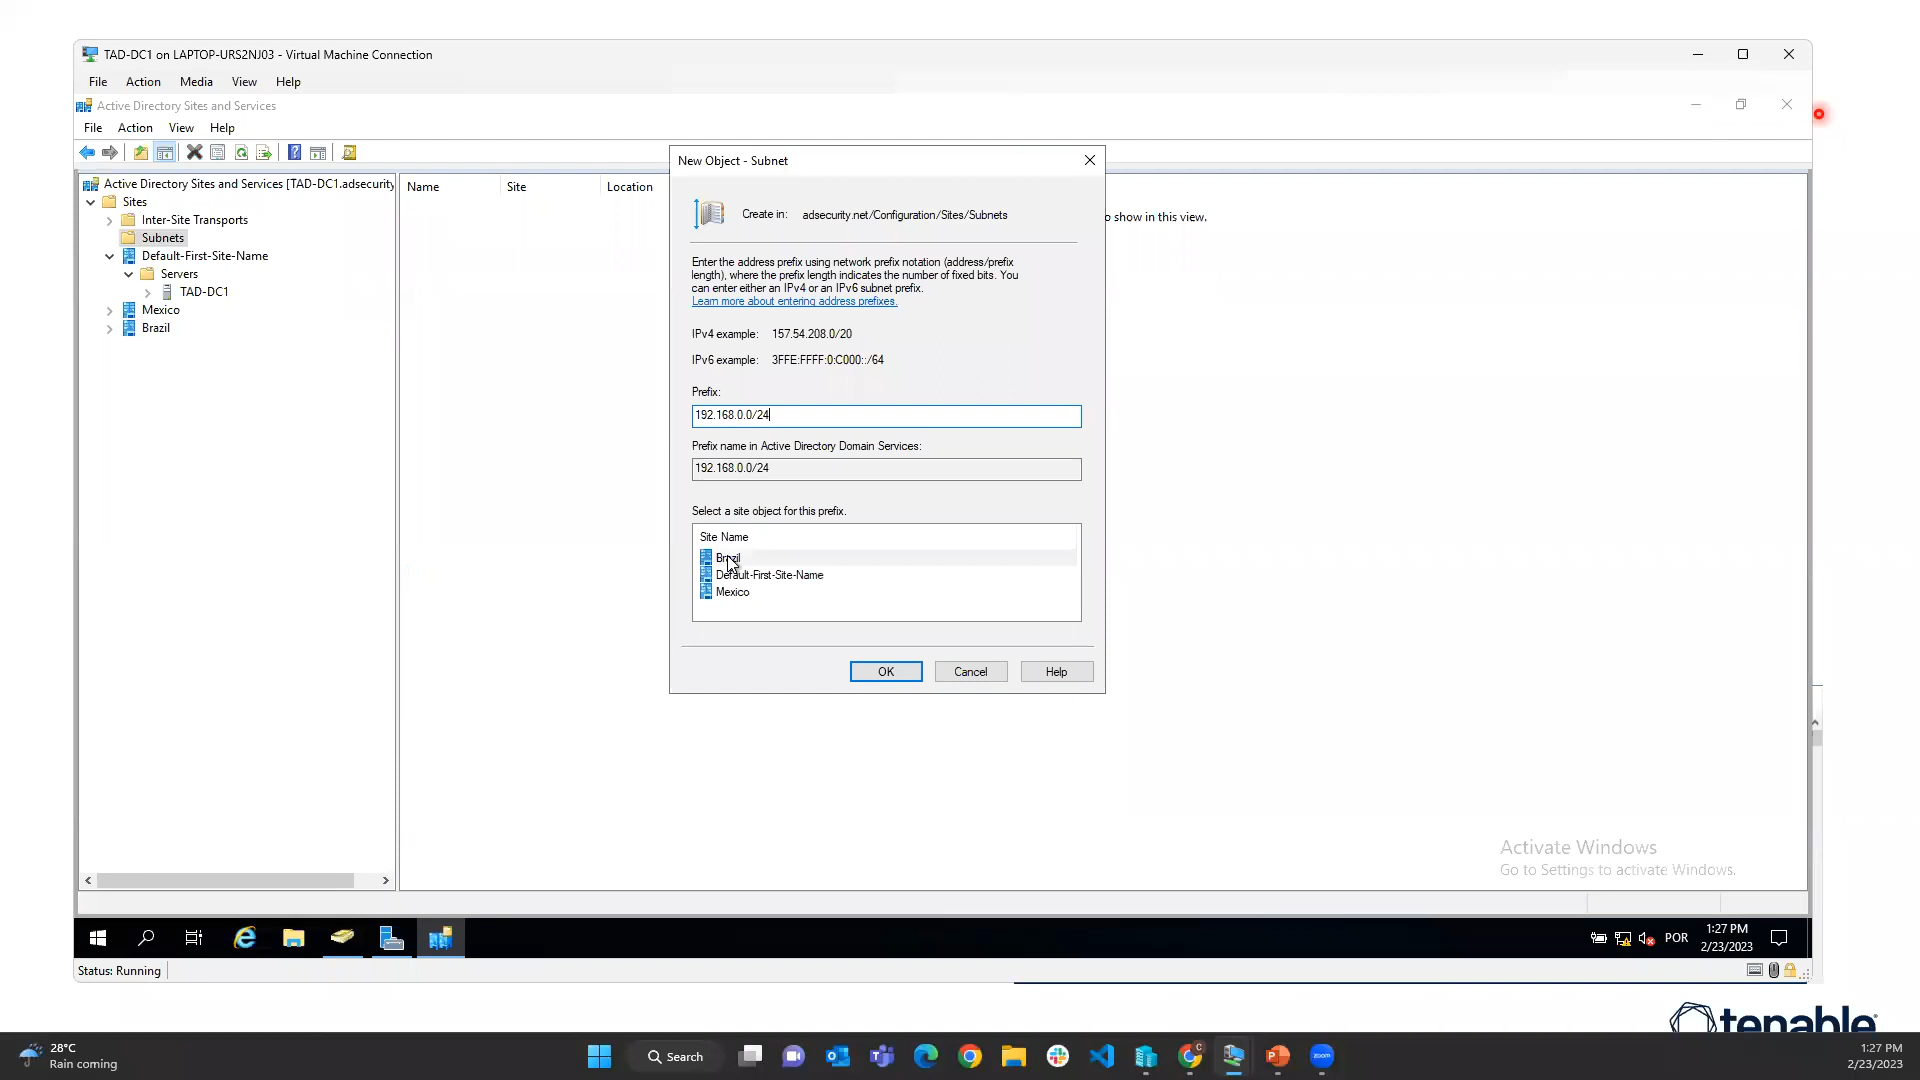 TAD-DC1 on LAPTOP-URS2NJ03 - Virtual Machine Connection
File Action Media View Help
Active Directory Sites and Services
File Action View Help
Active Directory Sites and Services [TAD-DC1.adsecurity
Sites
Inter-Site Transports
Subnets
Default-First-Site-Name
Servers
TAD-DC1
Mexico
Brazil
Name Site Location
o show in this view.
New Object - Subnet
Create in: adsecurity.net/Configuration/Sites/Subnets
Enter the address prefix using network prefix notation (address/prefix
length), where the prefix length indicates the number of fixed bits. You
can enter either an IPv4 or an IPv6 subnet prefix.
Learn more about entering address prefixes.
IPv4 example: 157.54.208.0/20
IPv6 example: 3FFE:FFFF:0:C000::/64
Prefix:
192.168.0.0/24
Prefix name in Active Directory Domain Services:
192.168.0.0/24
Select a site object for this prefix.
Site Name
Brazil
Default-First-Site-Name
Mexico
OK Cancel Help
Activate Windows
Go to Settings to activate Windows.
POR
1:27 PM
2/23/2023
Status: Running
tenable
28°C
Rain coming
Search
zoom
1:27 PM
2/23/2023